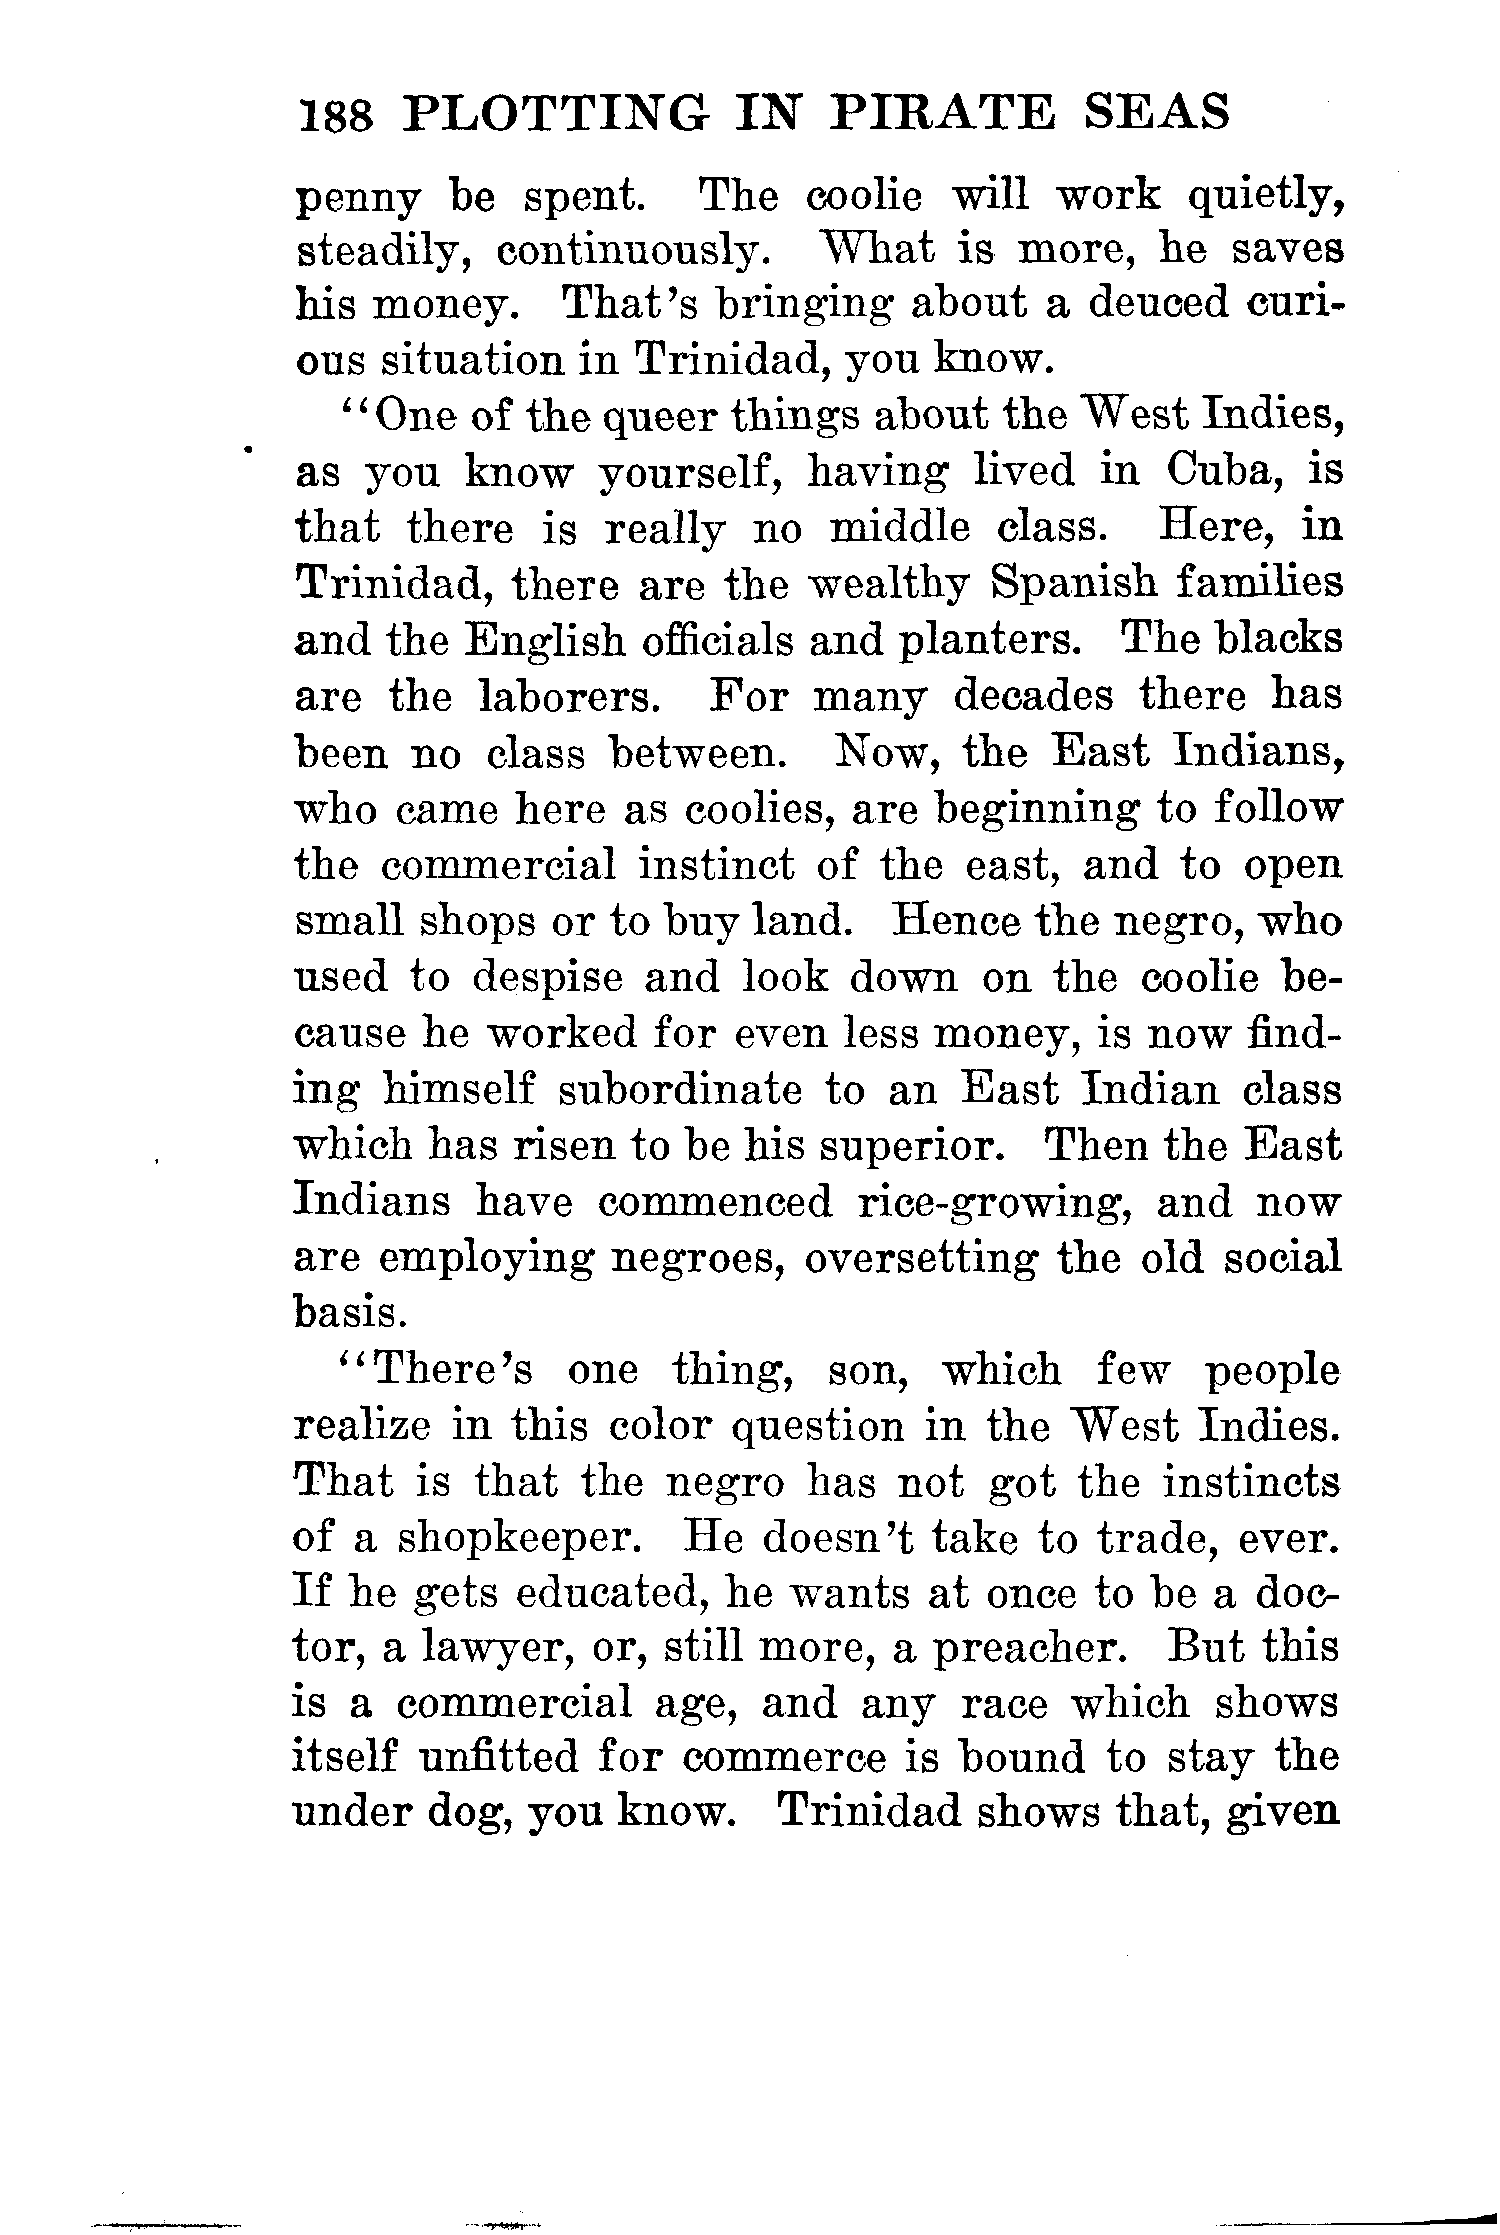 188 PLOTTING IN PIRATE SEAS
penny be spent. The coolie will work quietly,
steadily, continuously. What is more, he saves
his money. That's bringing about a deuced curi-
ous situation in Trinidad, you know.
"One of the queer things about the West Indies,
as you know yourself, having lived in Cuba, is
that there is really no middle class. Here, in
Trinidad, there are the wealthy Spanish families
and the English officials and planters. The blacks
are the laborers. For many decades there has
been no class between. Now, the East Indians,
who came here as coolies, are beginning to follow
the commercial instinct of the east, and to open
small shops or to buy land. Hence the negro, who
used to despise and look down on the coolie be-
cause he worked for even less money, is now find-
ing himself subordinate to an East Indian class
which has risen to be his superior. Then the East
Indians have commenced rice-growing, and now
are employing negroes, oversetting the old social
basis.
"There's one thing, son, which few people
realize in this color question in the West Indies.
That is that the negro has not got the instincts
of a shopkeeper. He doesn't take to trade, ever.
If he gets educated, he wants at once to be a doc-
tor, a lawyer, or, still more, a preacher. But this
is a commercial age, and any race which shows
itself unfitted for commerce is bound to stay the
under dog, you know. Trinidad shows that, given